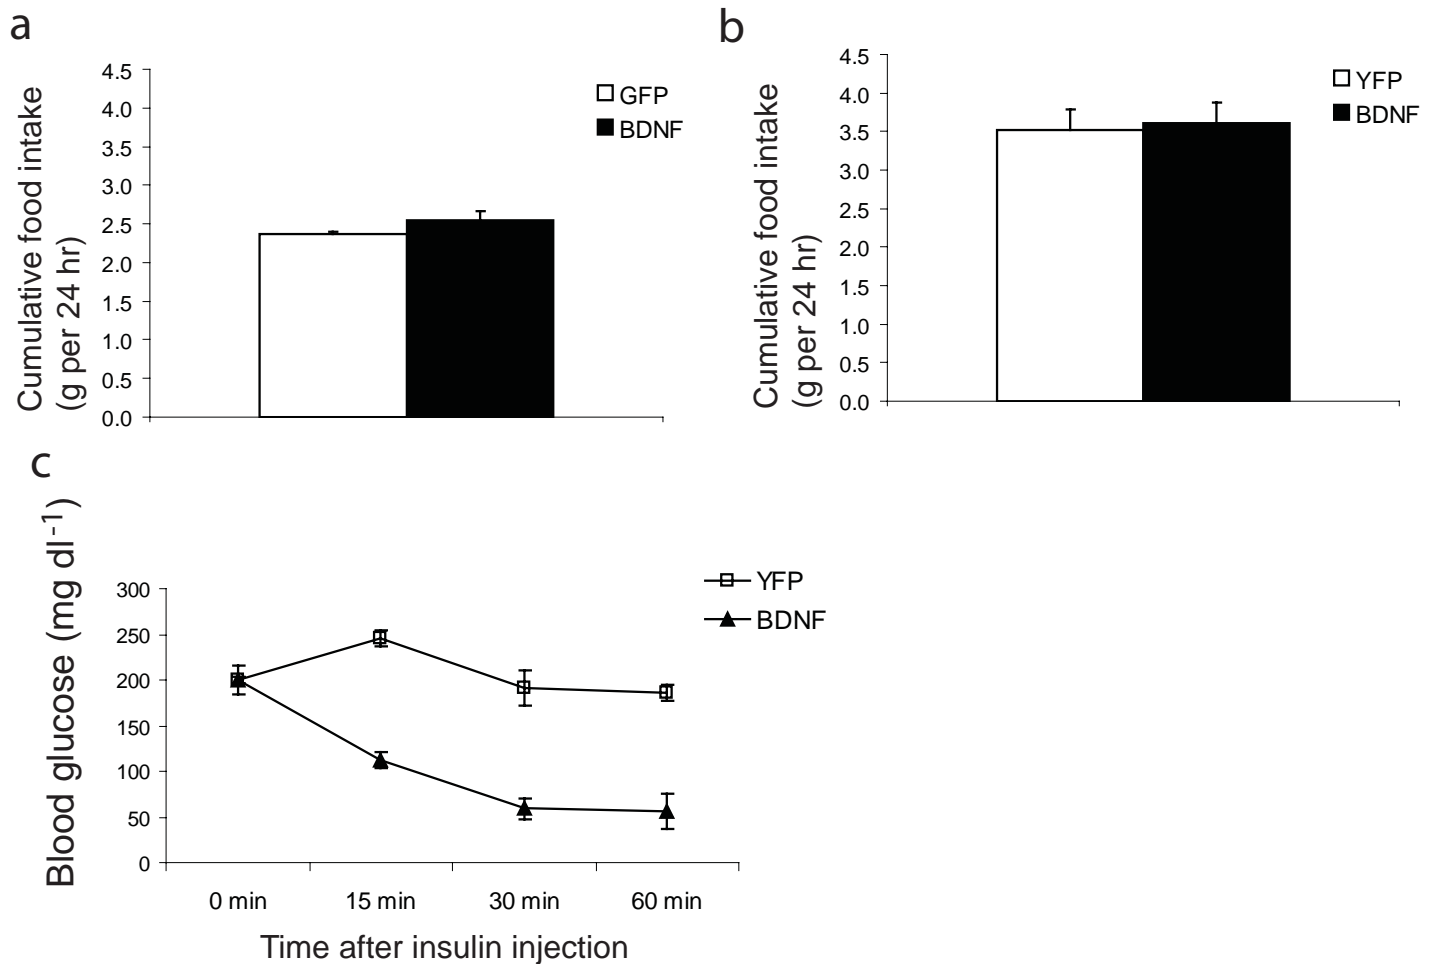 a
Cumulative food intake
(g per 24 hr)
4.5
4.0
3.5
3.0
2.5
2.0
1.5
1.0
0.5
0.0
GFP
BDNF
b
Cumulative food intake
(g per 24 hr)
4.5
4.0
3.5
3.0
2.5
2.0
1.5
1.0
0.5
0.0
YFP
BDNF
c
Blood glucose (mg dl⁻¹)
300
250
200
150
100
50
0
YFP
BDNF
0 min 15 min 30 min 60 min
Time after insulin injection